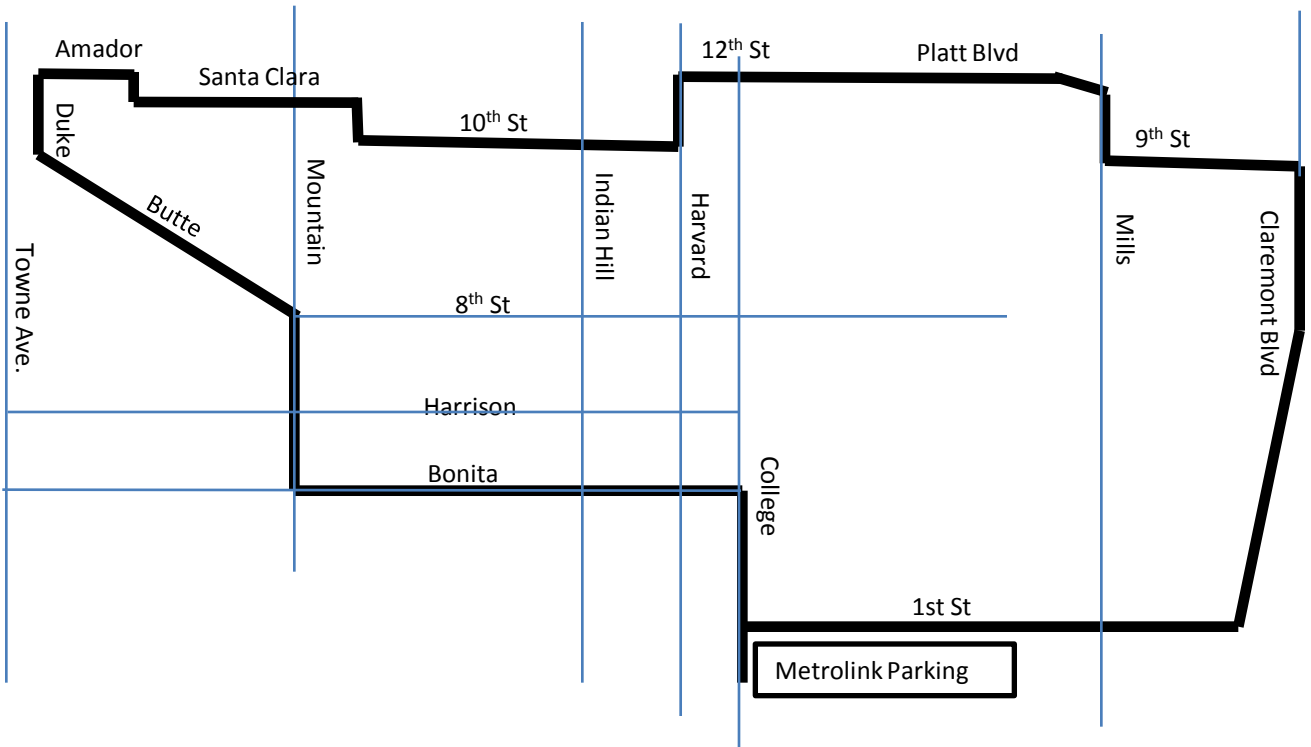 Amador
12th St
Platt Blvd
Santa Clara
10th St
9th St
Duke
Butte
Mountain
Indian Hill
Harvard
Mills
Claremont Blvd
Towne Ave.
8th St
Harrison
Bonita
College
1st St
Metrolink Parking